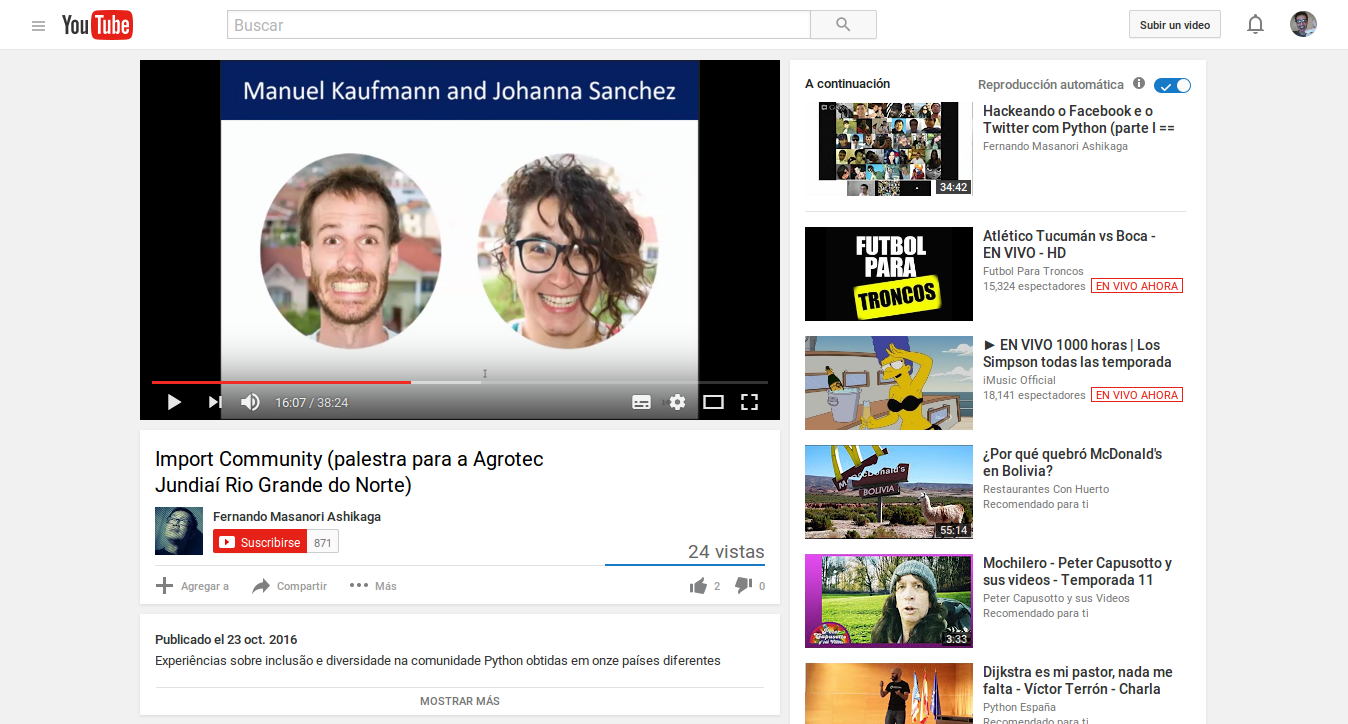 YouTube
Buscar
Subir un video
Manuel Kaufmann and Johanna Sanchez
16:07 / 38:24
Import Community (palestra para a Agrotec
Jundiaí Rio Grande do Norte)
Fernando Masanori Ashikaga
Suscribirse 871
24 vistas
Agregar a Compartir Más 2 0
Publicado el 23 oct. 2016
Experiências sobre inclusão e diversidade na comunidade Python obtidas em onze países diferentes
MOSTRAR MÁS
A continuación
Reproducción automática
34:42
Hackeando o Facebook e o
Twitter com Python (parte I ==
Fernando Masanori Ashikaga
FUTBOL
PARA
TRONCOS
Atlético Tucumán vs Boca -
EN VIVO - HD
Futbol Para Troncos
15,324 espectadores EN VIVO AHORA
► EN VIVO 1000 horas | Los
Simpson todas las temporada
iMusic Official
18,141 espectadores EN VIVO AHORA
McDonald's
BOLIVIA
55:14
¿Por qué quebró McDonald's
en Bolivia?
Restaurantes Con Huerto
Recomendado para ti
Peter
Capusotto
3:33
Mochilero - Peter Capusotto y
sus videos - Temporada 11
Peter Capusotto y sus Videos
Recomendado para ti
Dijkstra es mi pastor, nada me
falta - Víctor Terrón - Charla
Python España
Recomendado para ti